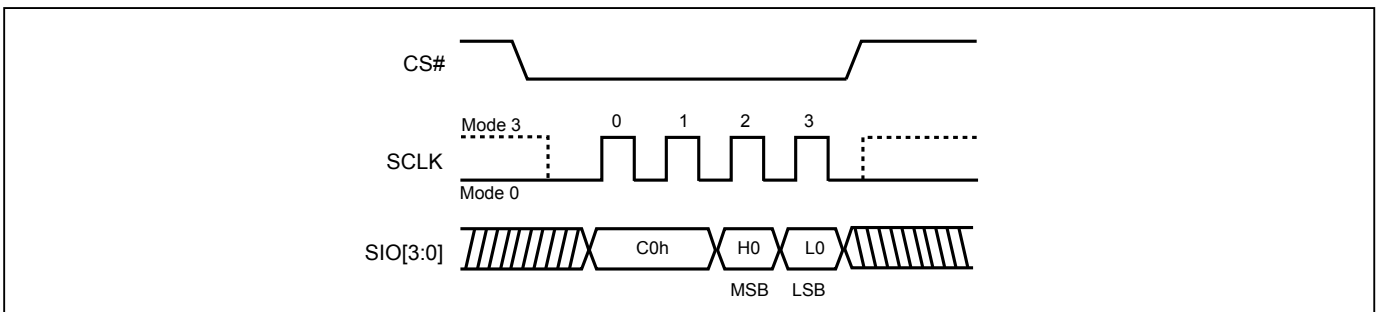 CS#
Mode 3 0 1 2 3
SCLK
Mode 0
SIO[3:0] C0h H0 L0
MSB LSB